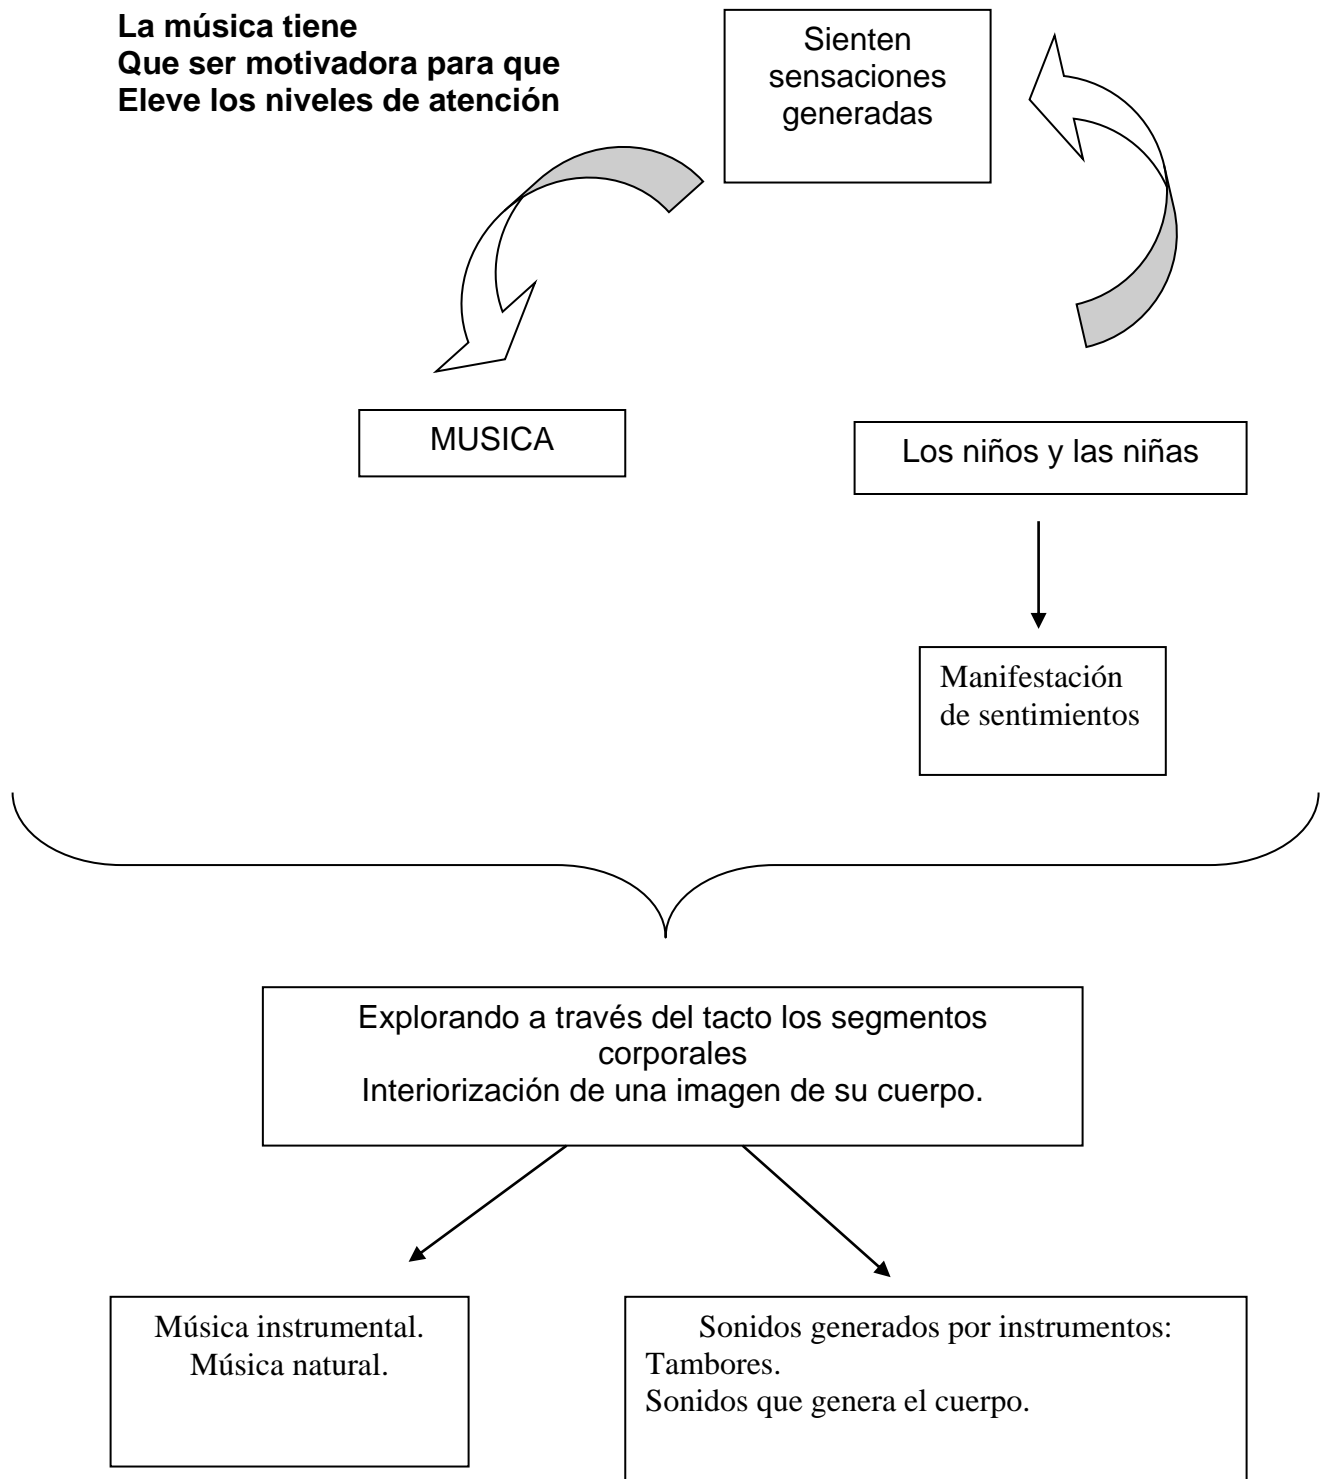 La música tiene
Que ser motivadora para que
Eleve los niveles de atención
Sienten
sensaciones
generadas
MUSICA
Los niños y las niñas
Manifestación
de sentimientos
Explorando a través del tacto los segmentos
corporales
Interiorización de una imagen de su cuerpo.
Música instrumental.
Música natural.
Sonidos generados por instrumentos:
Tambores.
Sonidos que genera el cuerpo.